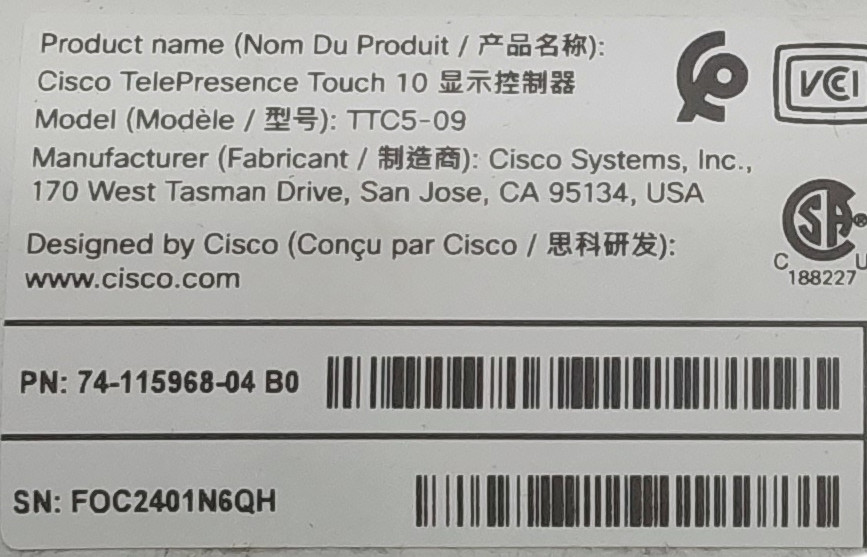 Product name (Nom Du Produit / 产品名称):
Cisco TelePresence Touch 10 显示控制器
Model (Modèle / 型号): TTC5-09
Manufacturer (Fabricant / 制造商): Cisco Systems, Inc.,
170 West Tasman Drive, San Jose, CA 95134, USA
VCCI
SA®
C U
188227
Designed by Cisco (Conçu par Cisco / 思科研发):
www.cisco.com
PN: 74-115968-04 B0
SN: FOC2401N6QH